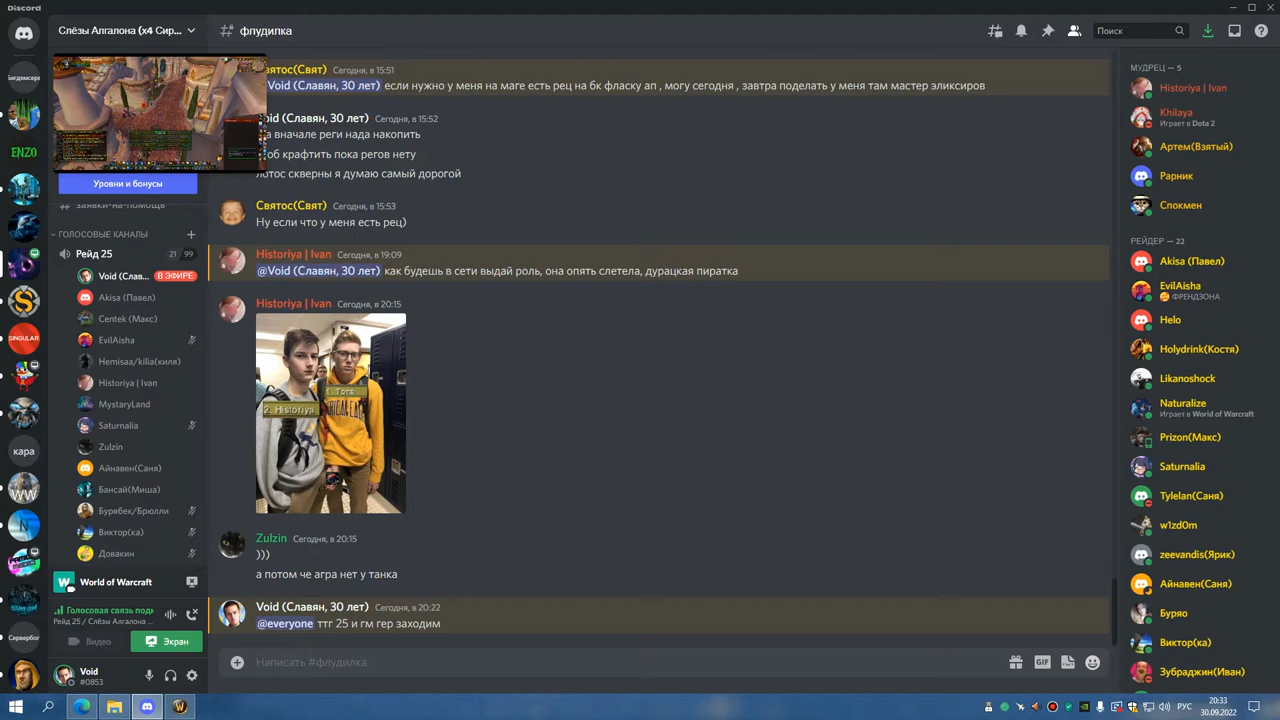 Discord
Слёзы Алгалона (x4 Сир...
флудилка
Поиск
Уровни и бонусы
заявки-на-помощь
ГОЛОСОВЫЕ КАНАЛЫ
Рейд 25
21 99
Void (Слав... В ЭФИРЕ
Akisa (Павел)
Centek (Макс)
EvilAisha
Hemisaa/kilia(киля)
Historiya | Ivan
MystaryLand
Saturnalia
Zulzin
Айнавен(Саня)
Бансай(Миша)
Бурябек/Брюлли
Виктор(ка)
Довакин
World of Warcraft
Голосовая связь подк
Рейд 25 / Слёзы Алгалона ...
Видео
Экран
Void
#0853
Бигдэмсера
ENZO
SINGULAR
кара
WW
Сервербог
Святос(Свят) Сегодня, в 15:51
Void (Славян, 30 лет) если нужно у меня на маге есть рец на бк фласку ап , могу сегодня , завтра поделать у меня там мастер эликсиров
Void (Славян, 30 лет) Сегодня, в 15:52
а вначале реги нада накопить
об крафтить пока регов нету
лотос скверны я думаю самый дорогой
Святос(Свят) Сегодня, в 15:53
Ну если что у меня есть рец)
Historiya | Ivan Сегодня, в 19:09
@Void (Славян, 30 лет) как будешь в сети выдай роль, она опять слетела, дурацкая пиратка
Historiya | Ivan Сегодня, в 20:15
2. Historiya
Zulzin Сегодня, в 20:15
)))
а потом че агра нет у танка
Void (Славян, 30 лет) Сегодня, в 20:22
@everyone ттг 25 и гм гер заходим
Написать #флудилка
GIF
МУДРЕЦ — 5
Historiya | Ivan
Khilaya
Играет в Dota 2
Артем(Взятый)
Рарник
Спокмен
РЕЙДЕР — 22
Akisa (Павел)
EvilAisha
ФРЕНДЗОНА
Helo
Holydrink(Костя)
Likanoshock
Naturalize
Играет в World of Warcraft
Prizon(Макс)
Saturnalia
Tylelan(Саня)
w1zd0m
zeevandis(Ярик)
Айнавен(Саня)
Буряо
Виктор(ка)
Зубраджин(Иван)
РУС
20:33
30.09.2022